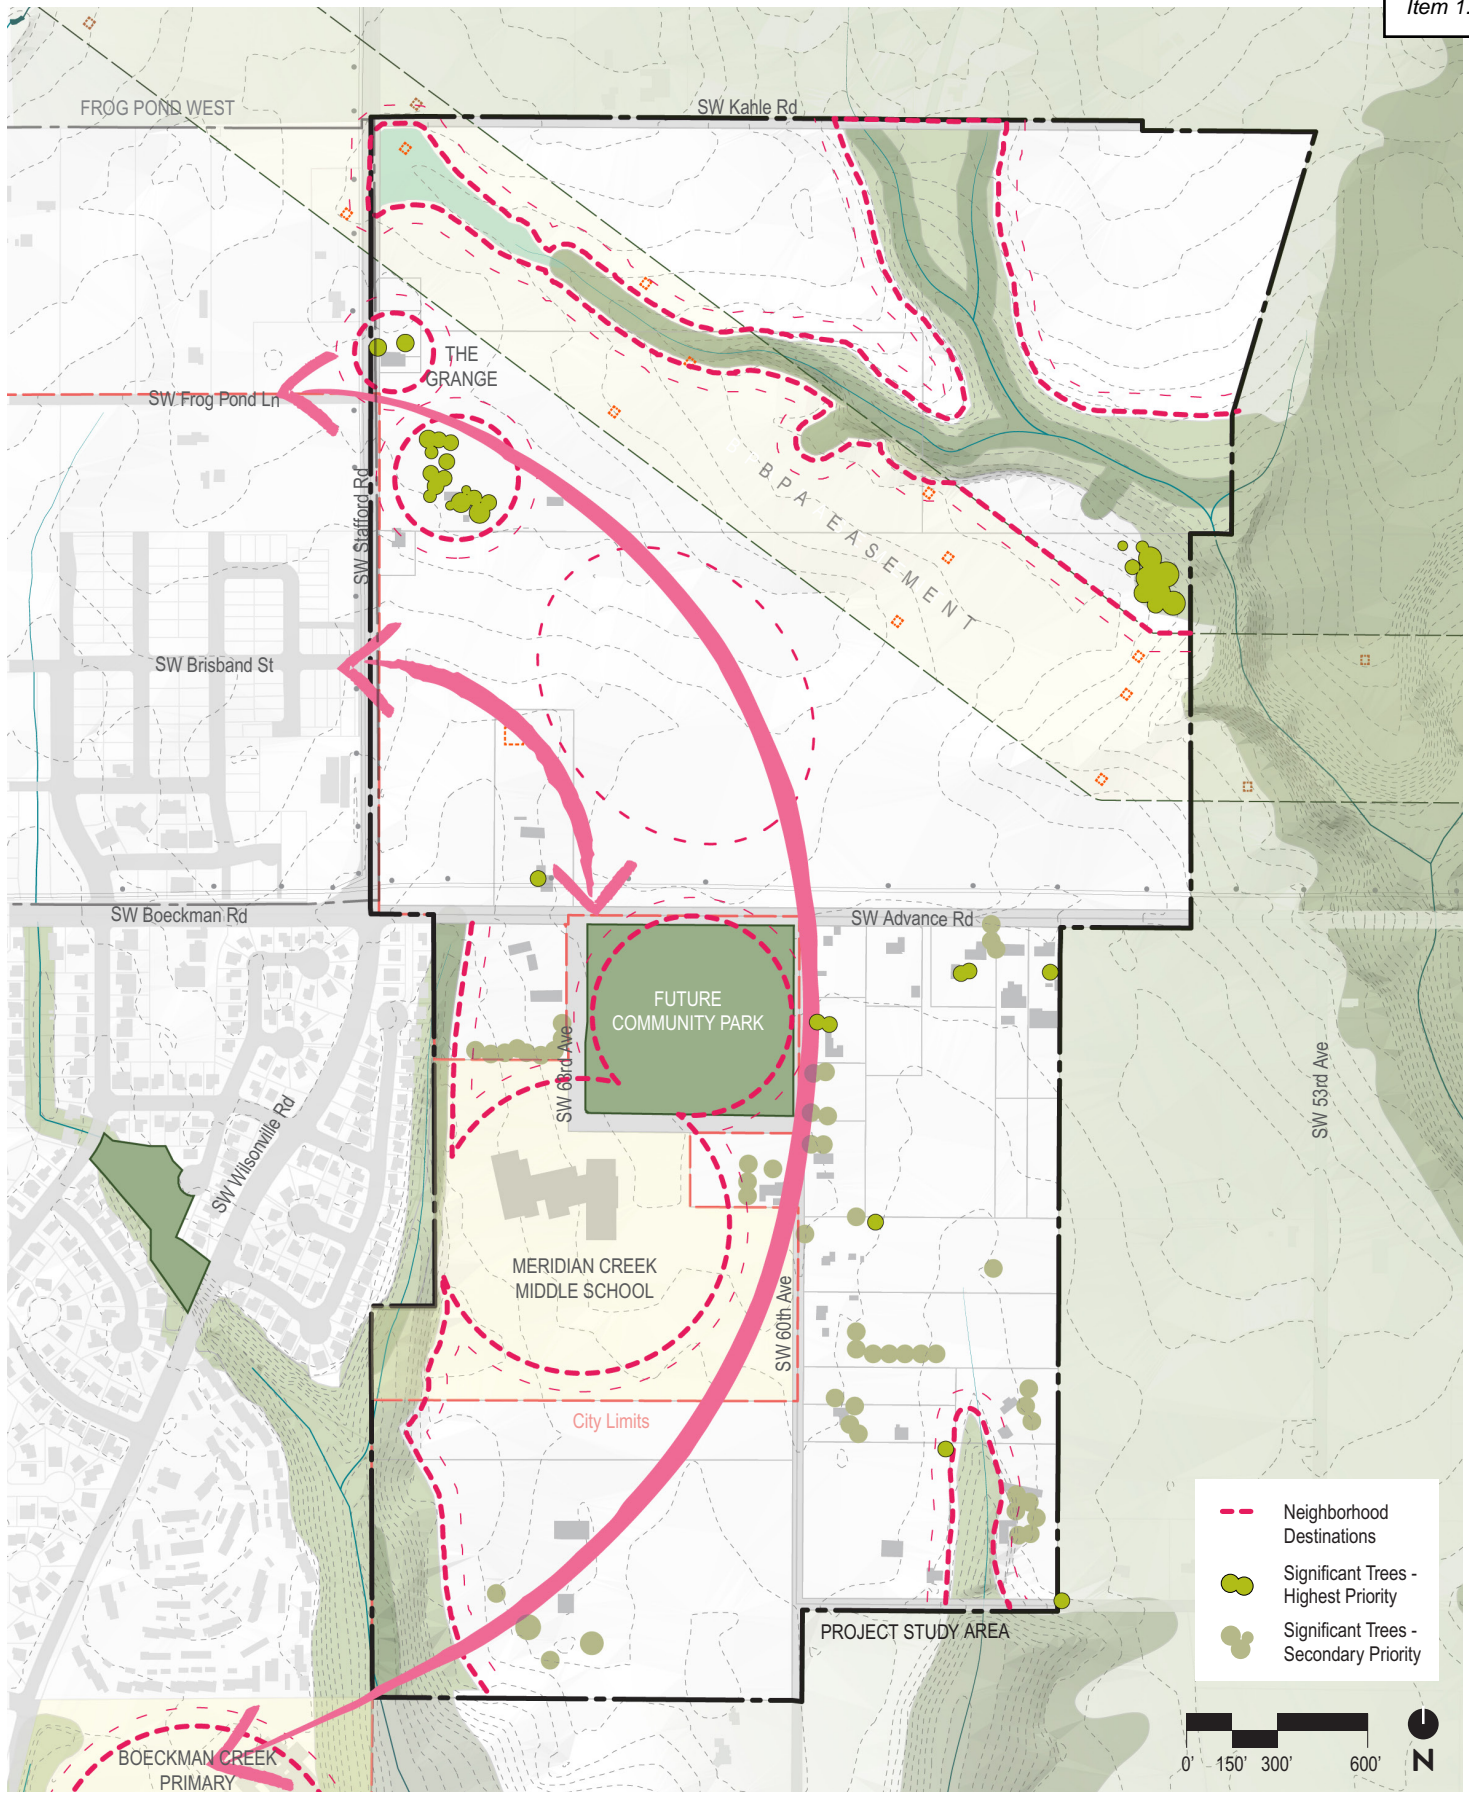 Item 1.
FROG POND WEST
SW Kahle Rd
THE
GRANGE
SW Frog Pond Ln
SW Stafford Rd
BPA EASEMENT
SW Brisband St
SW Boeckman Rd
SW Advance Rd
FUTURE
COMMUNITY PARK
SW 63rd Ave
SW 53rd Ave
SW Wilsonville Rd
MERIDIAN CREEK
MIDDLE SCHOOL
SW 60th Ave
City Limits
Neighborhood
Destinations
Significant Trees -
Highest Priority
Significant Trees -
Secondary Priority
PROJECT STUDY AREA
BOECKMAN CREEK
PRIMARY
0' 150' 300' 600'
N